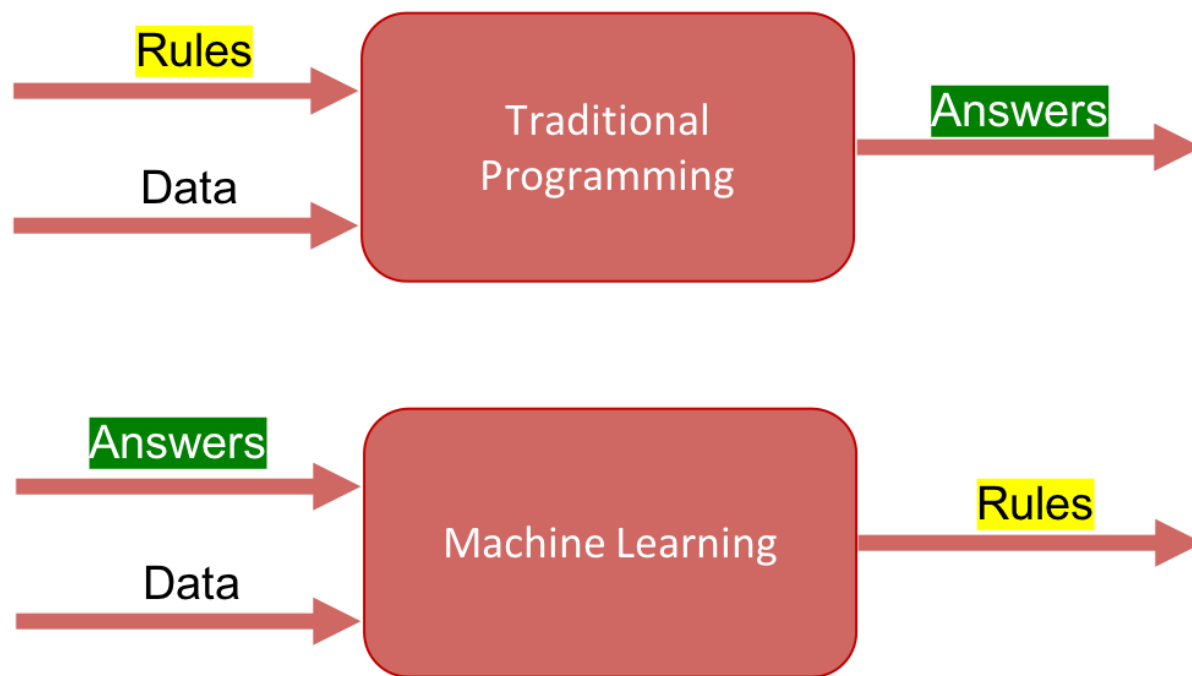 Rules
Data
Traditional
Programming
Answers
Answers
Data
Machine Learning
Rules